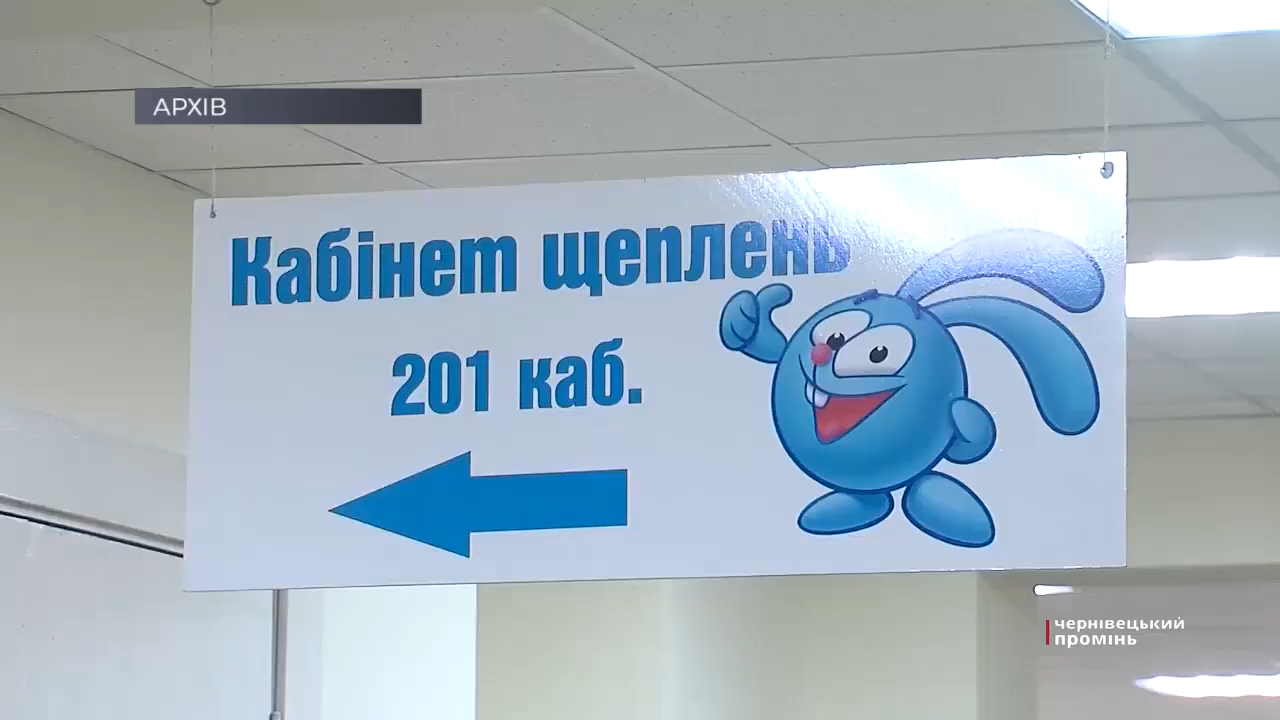 АРХІВ
Кабінет щеплень
201 каб.
чернівецький
промінь